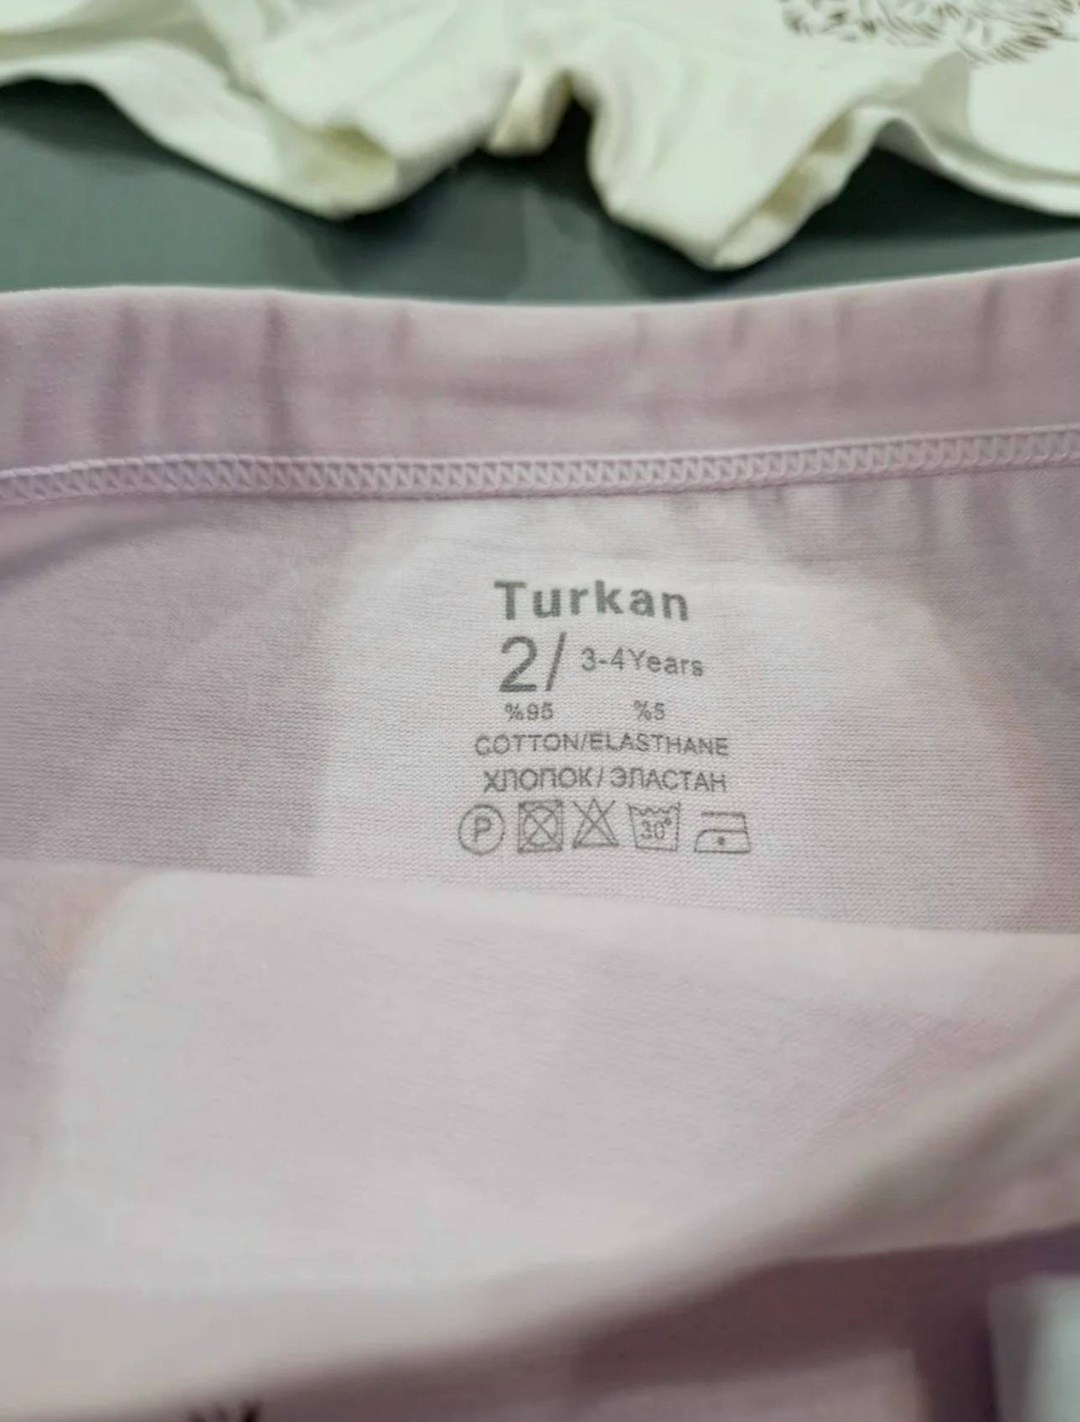 Turkan
2/ 3-4Years
%95 %5
COTTON/ELASTHANE
ХЛОПОК/ЭЛАСТАН
P 30°